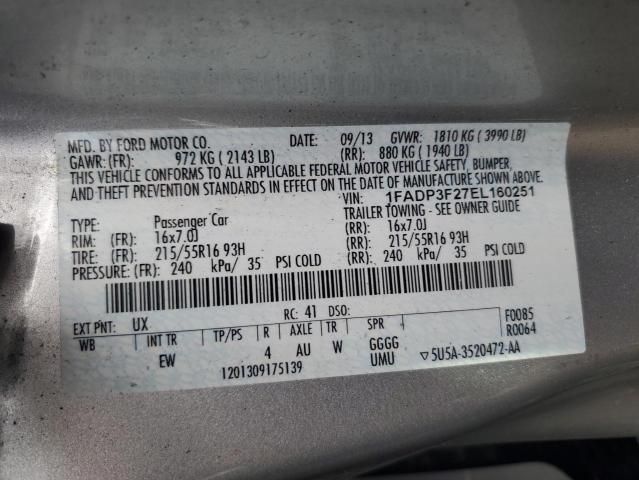 MFD. BY FORD MOTOR CO. DATE: 09/13 GVWR: 1810 KG ( 3990 LB)
GAWR: (FR): 972 KG ( 2143 LB) (RR): 880 KG ( 1940 LB)
THIS VEHICLE CONFORMS TO ALL APPLICABLE FEDERAL MOTOR VEHICLE SAFETY, BUMPER,
AND THEFT PREVENTION STANDARDS IN EFFECT ON THE DATE OF MANUFACTURE SHOWN ABOVE.
VIN: 1FADP3F27EL160251
TYPE: Passenger Car TRAILER TOWING - SEE OWNER GUIDE
RIM: (FR): 16x7.0J (RR): 16x7.0J
TIRE: (FR): 215/55R16 93H (RR): 215/55R16 93H
PRESSURE: (FR): 240 kPa/ 35 PSI COLD (RR): 240 kPa/ 35 PSI COLD
EXT PNT: UX RC: 41 DSO: F0085
WB INT TR TP/PS R AXLE TR SPR R0064
EW 4 AU W GGGG
1201309175139 UMU ▽5U5A-3520472-AA